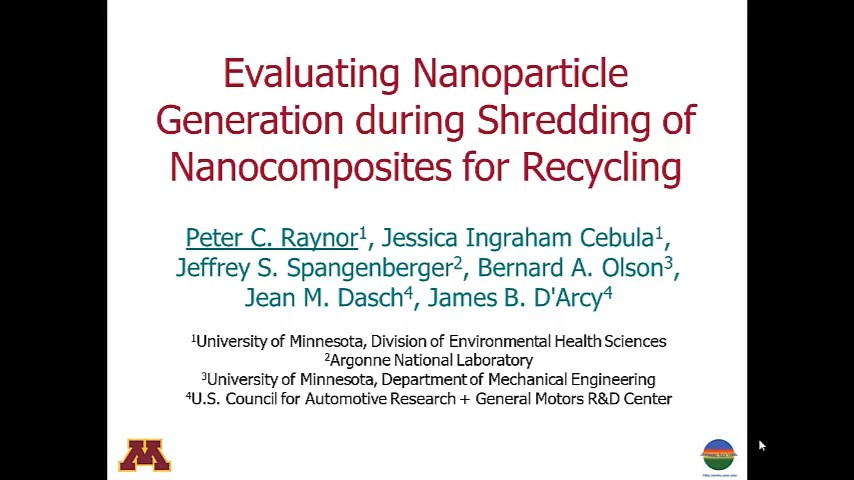 Evaluating Nanoparticle
Generation during Shredding of
Nanocomposites for Recycling
Peter C. Raynor¹, Jessica Ingraham Cebula¹,
Jeffrey S. Spangenberger², Bernard A. Olson³,
Jean M. Dasch⁴, James B. D'Arcy⁴
¹University of Minnesota, Division of Environmental Health Sciences
²Argonne National Laboratory
³University of Minnesota, Department of Mechanical Engineering
⁴U.S. Council for Automotive Research + General Motors R&D Center
M